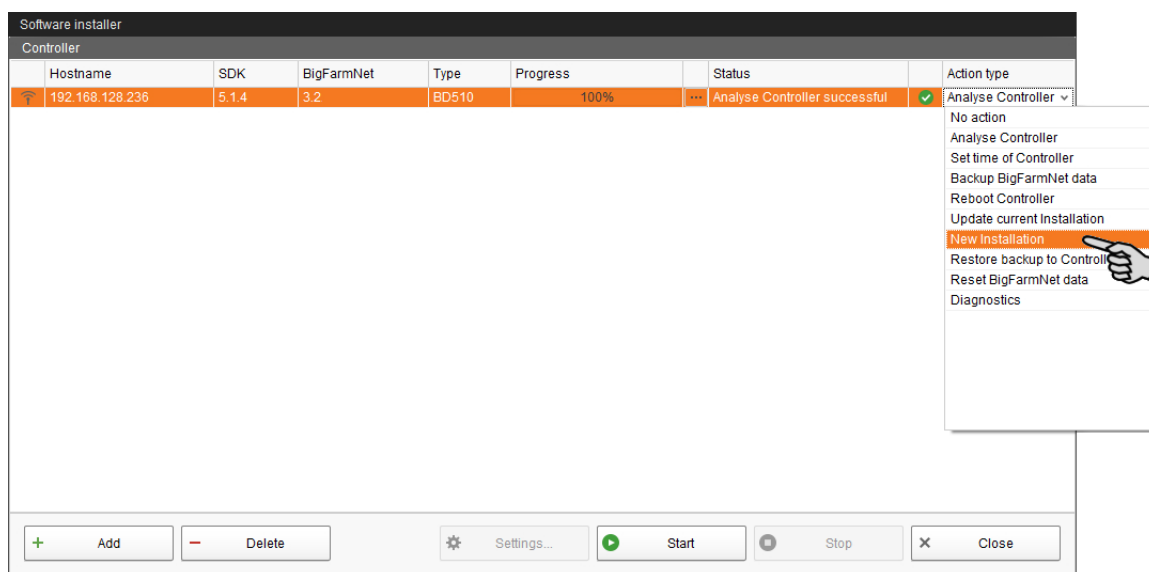 Software installer
Controller
Hostname SDK BigFarmNet Type Progress Status Action type
192.168.128.236 5.1.4 3.2 BD510 100% ... Analyse Controller successful Analyse Controller
No action
Analyse Controller
Set time of Controller
Backup BigFarmNet data
Reboot Controller
Update current Installation
New Installation
Restore backup to
Reset BigFarmNet data
Diagnostics
Add Delete Settings... Start Stop Close